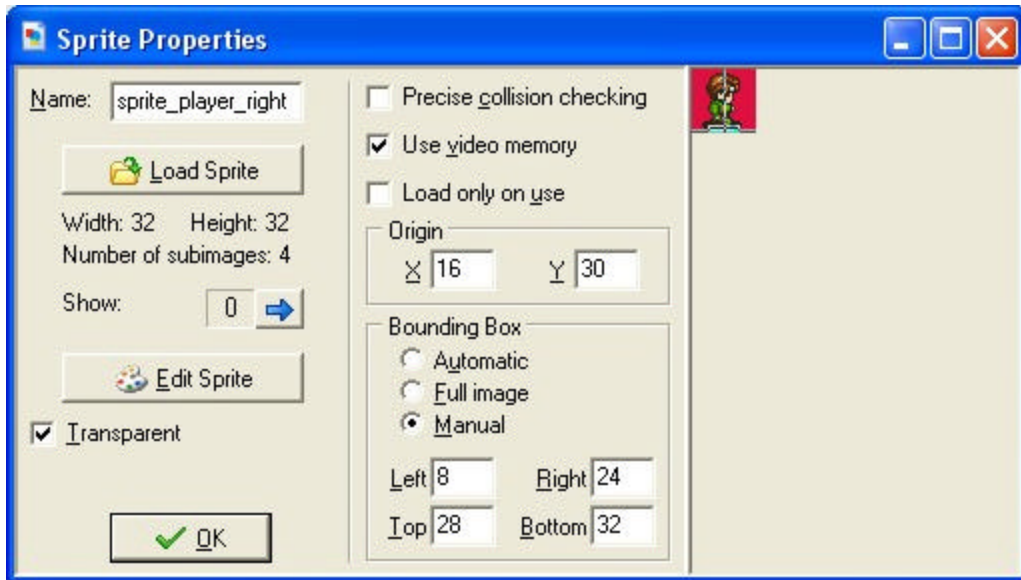 Sprite Properties
Name: sprite_player_right
Load Sprite
Width: 32 Height: 32
Number of subimages: 4
Show: 0
Edit Sprite
Transparent
OK
Precise collision checking
Use video memory
Load only on use
Origin
X 16 Y 30
Bounding Box
Automatic
Full image
Manual
Left 8 Right 24
Top 28 Bottom 32